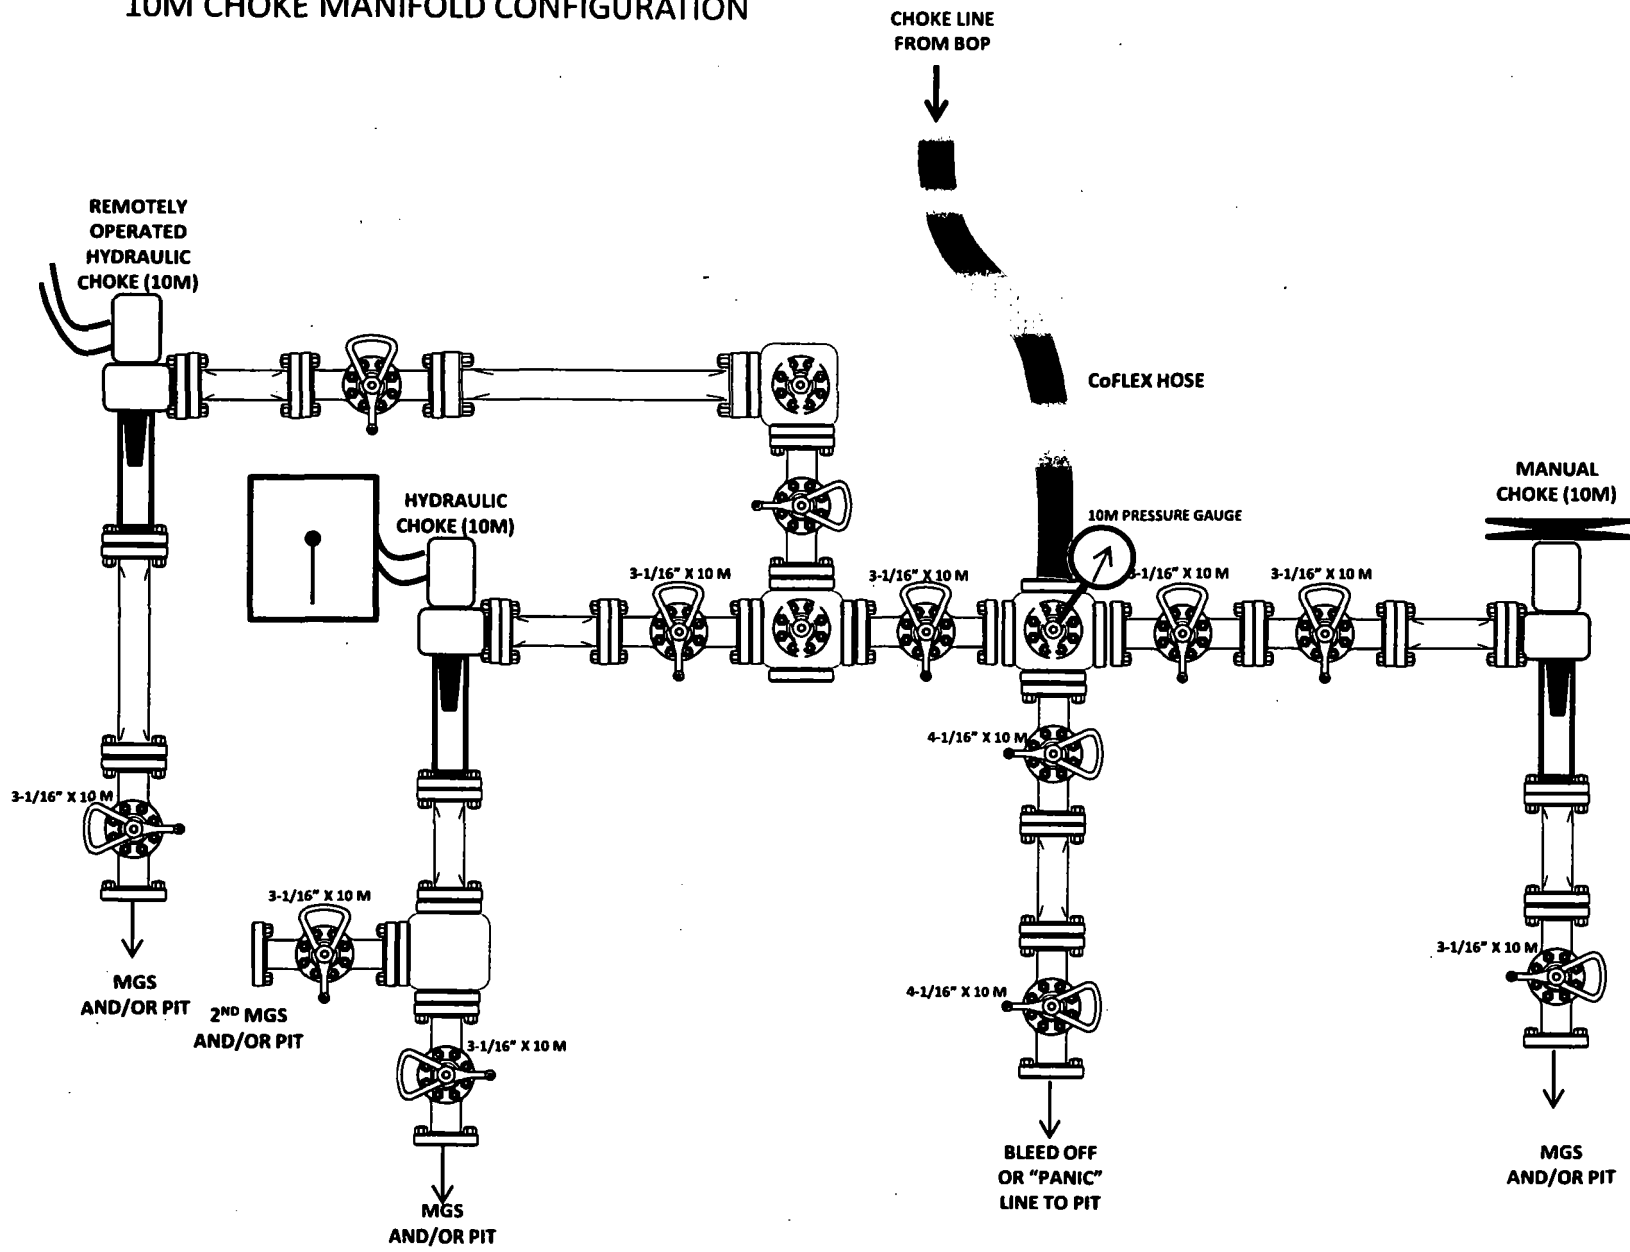 10M CHOKE MANIFOLD CONFIGURATION
CHOKE LINE
FROM BOP
REMOTELY
OPERATED
HYDRAULIC
CHOKE (10M)
CoFLEX HOSE
MANUAL
CHOKE (10M)
HYDRAULIC
CHOKE (10M)
10M PRESSURE GAUGE
3-1/16" X 10 M
3-1/16" X 10 M
-1/16" X 10 M
3-1/16" X 10 M
4-1/16" X 10 M
3-1/16" X 10 M
3-1/16" X 10 M
3-1/16" X 10 M
4-1/16" X 10 M
MGS
AND/OR PIT
2ND MGS
AND/OR PIT
3-1/16" X 10 M
BLEED OFF
OR “PANIC”
LINE TO PIT
MGS
AND/OR PIT
MGS
AND/OR PIT